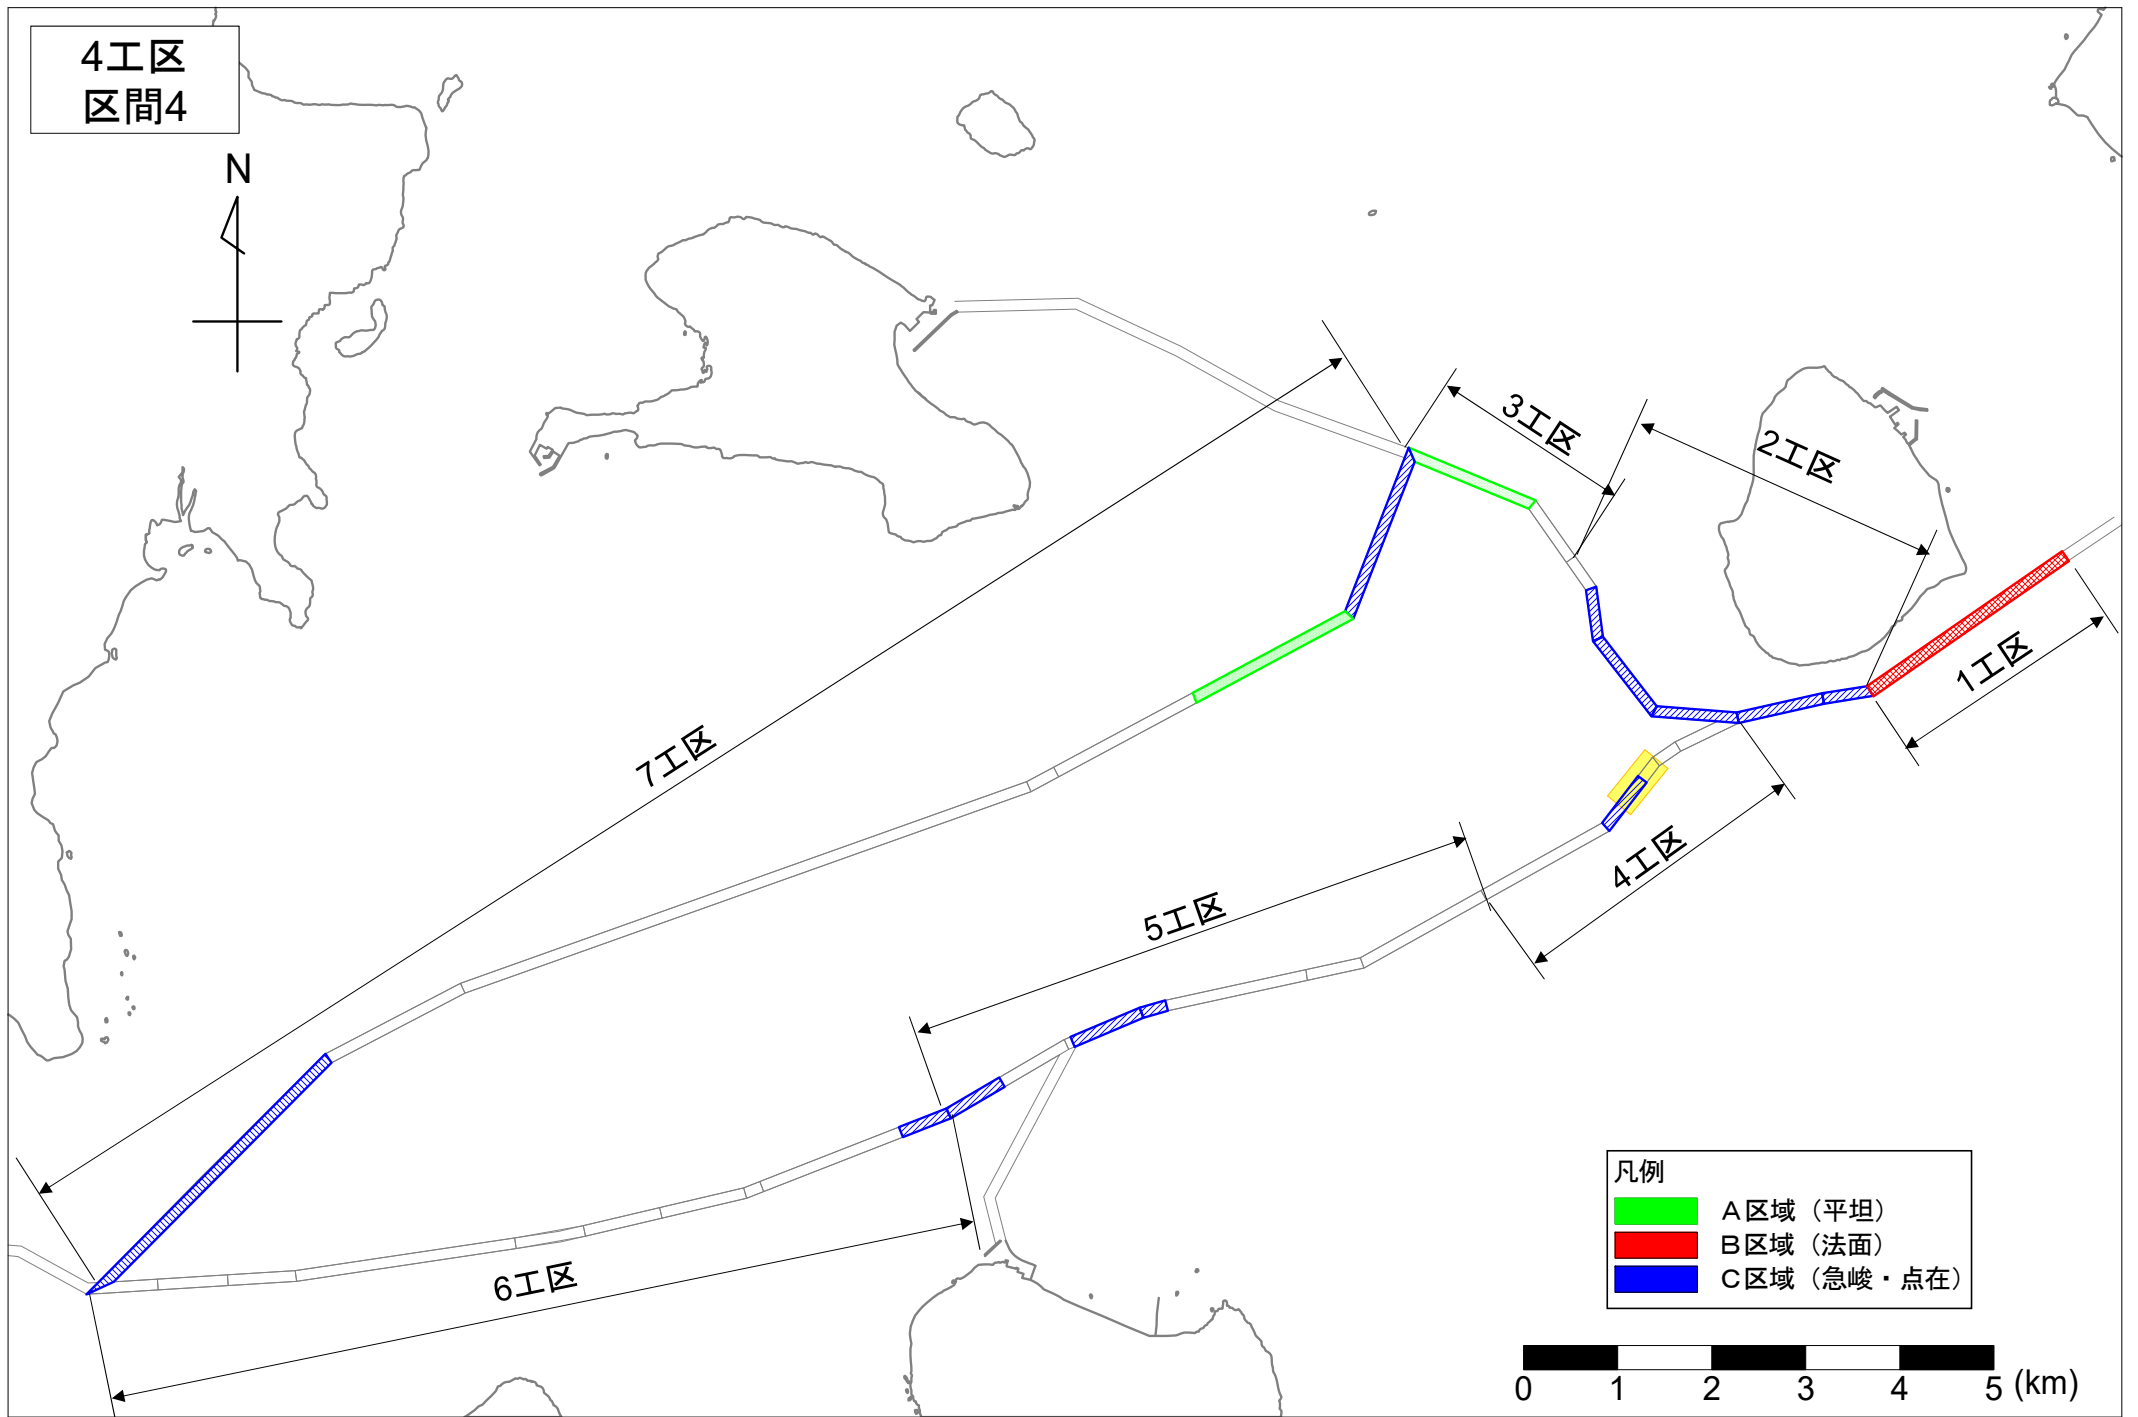 4工区
区間4
N
3工区
2工区
1工区
7工区
4工区
5工区
6工区
凡例
A区域（平坦）
B区域（法面）
C区域（急峻・点在）
0 1 2 3 4 5 (km)